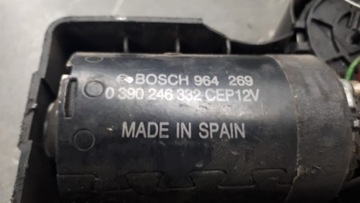 BOSCH 964 269
0 390 246 332 CEP12V
MADE IN SPAIN